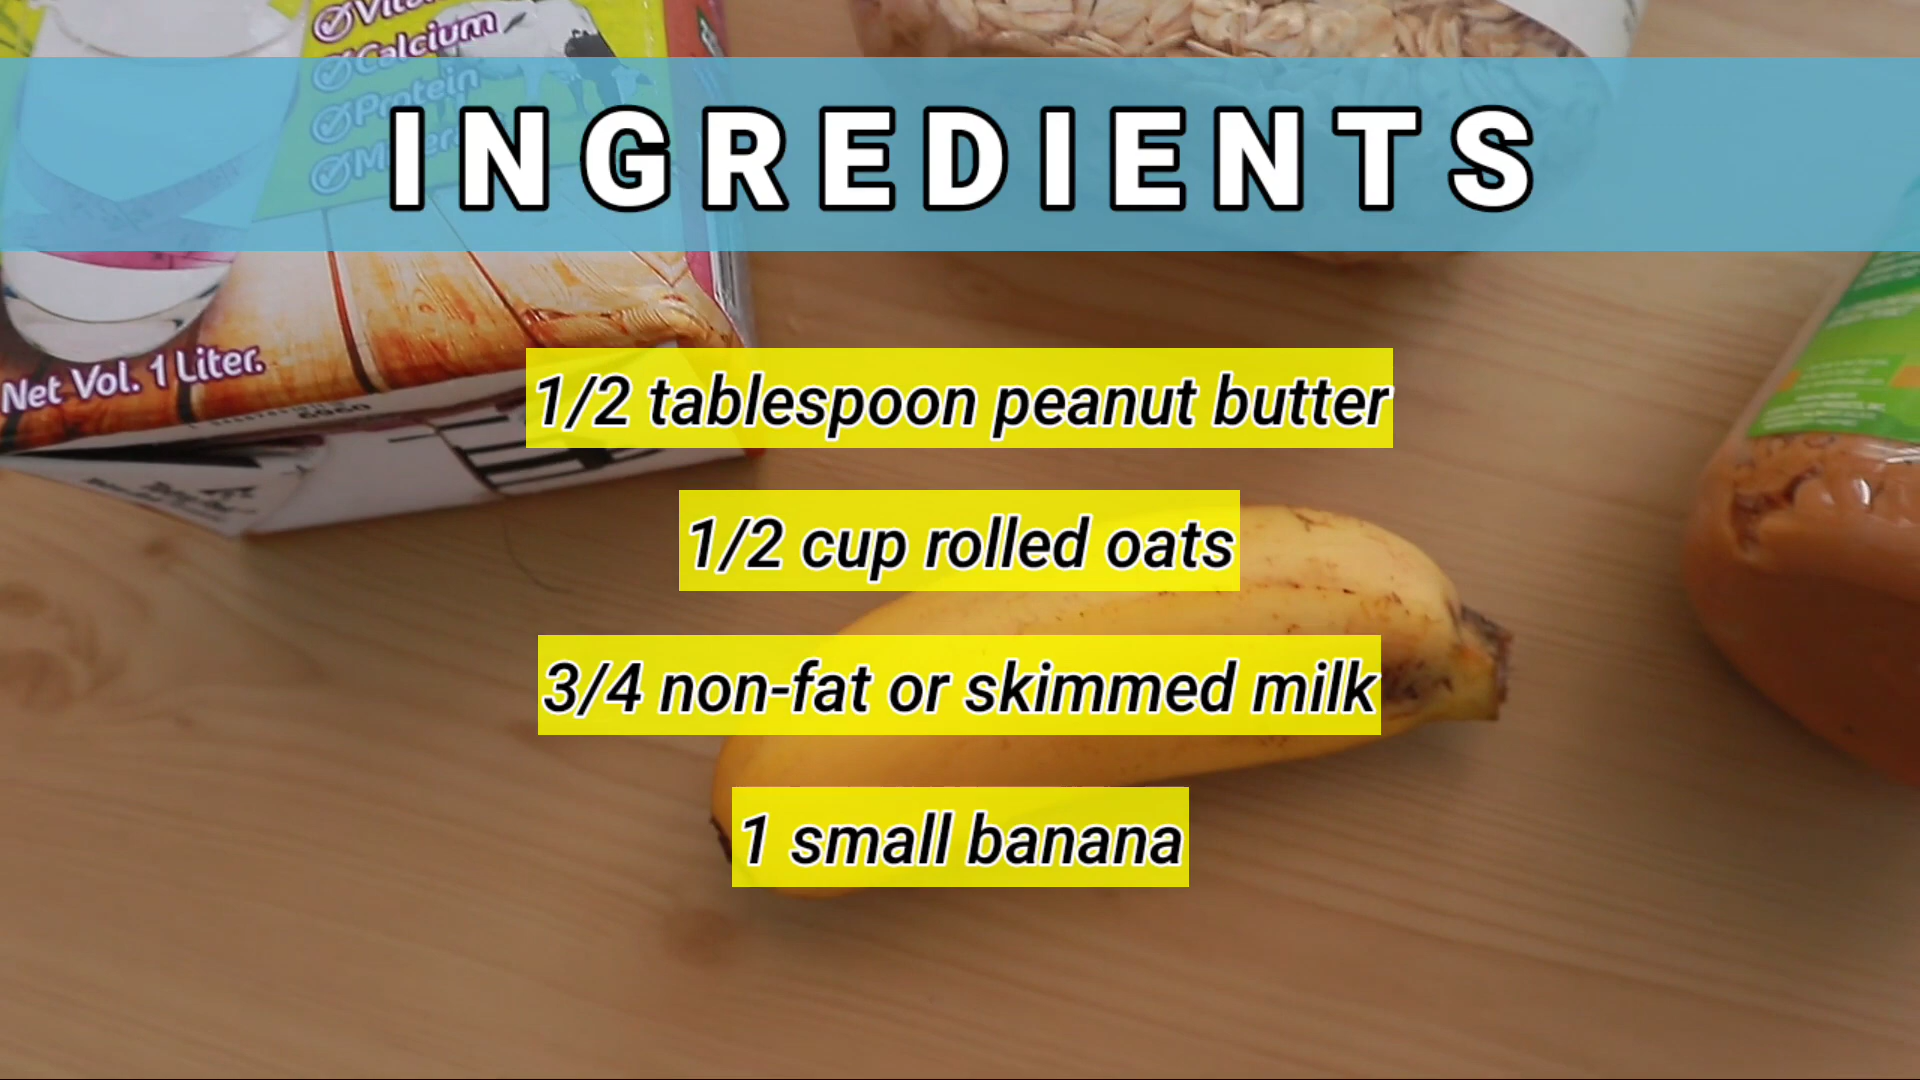 Calcium
Protein
INGREDIENTS
Net Vol. 1 Liter.
1/2 tablespoon peanut butter
1/2 cup rolled oats
3/4 non-fat or skimmed milk
1 small banana